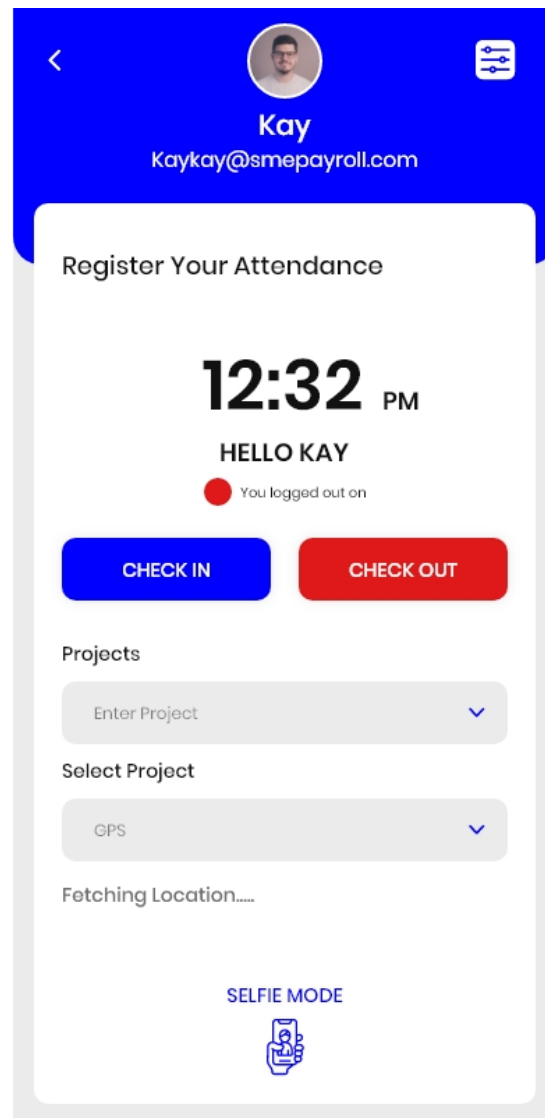 Kay
Kaykay@smepayroll.com
Register Your Attendance
12:32 PM
HELLO KAY
You logged out on
CHECK IN CHECK OUT
Projects
Enter Project
Select Project
GPS
Fetching Location.....
SELFIE MODE